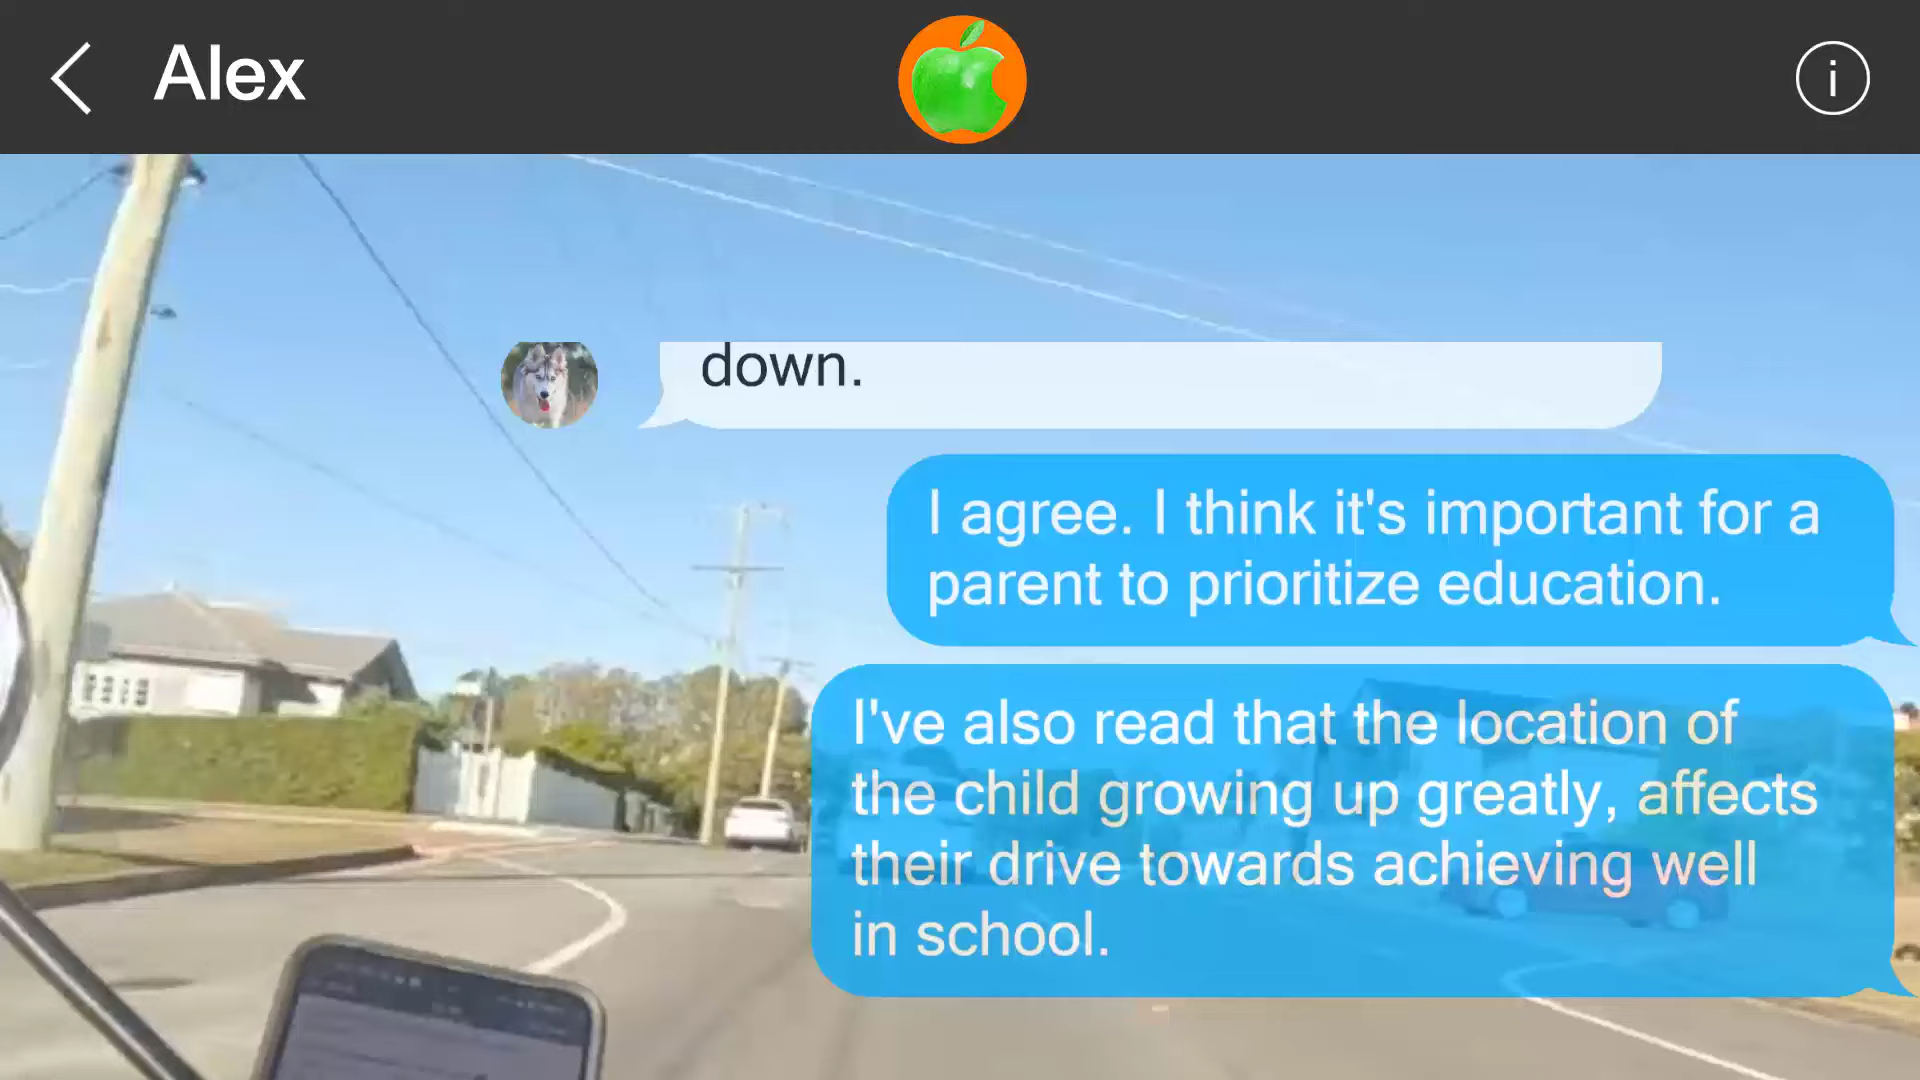 Alex
i
down.
I agree. I think it's important for a
parent to prioritize education.
I've also read that the location of
the child growing up greatly, affects
their drive towards achieving well
in school.